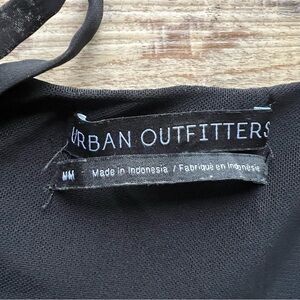 URBAN OUTFITTERS
Made in Indonesia / Fabriqué en Indonésie